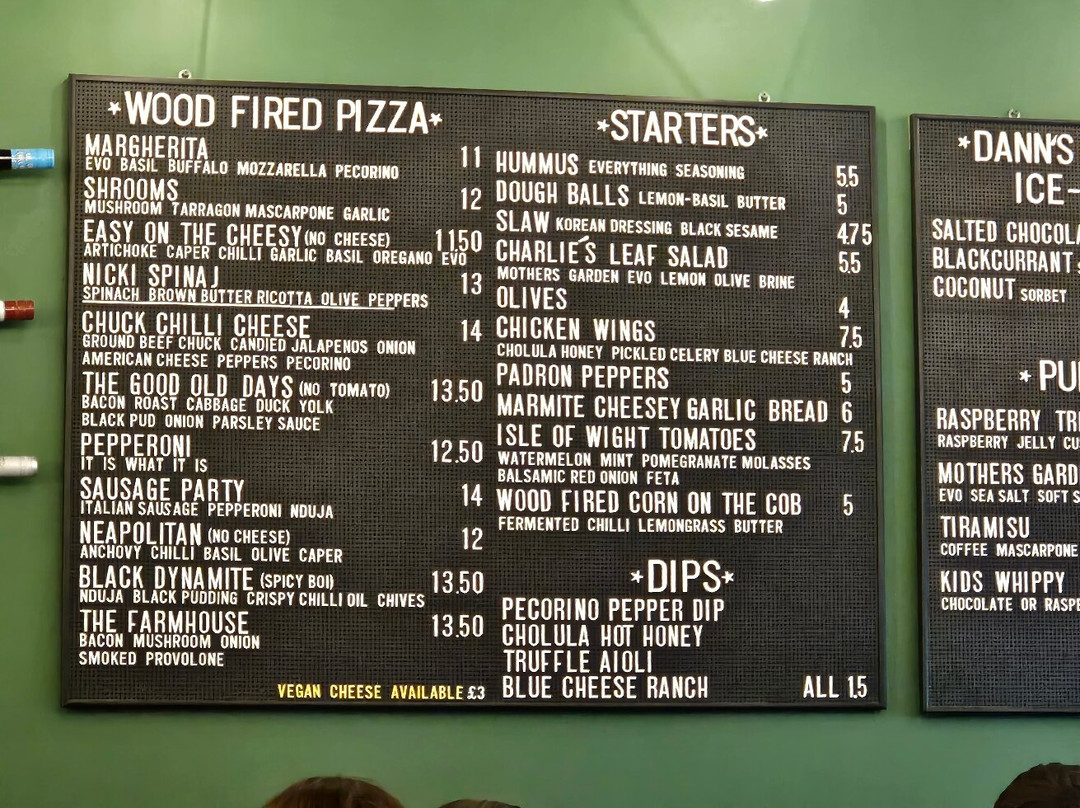 *WOOD FIRED PIZZA*
MARGHERITA 11
EVO BASIL BUFFALO MOZZARELLA PECORINO
SHROOMS 12
MUSHROOM TARRAGON MASCARPONE GARLIC
EASY ON THE CHEESY (NO CHEESE) 11.50
ARTICHOKE CAPER CHILLI GARLIC BASIL OREGANO EVO
NICKI SPINAJ 13
SPINACH BROWN BUTTER RICOTTA OLIVE PEPPERS
CHUCK CHILLI CHEESE 14
GROUND BEEF CHUCK CANDIED JALAPENOS ONION
AMERICAN CHEESE PEPPERS PECORINO
THE GOOD OLD DAYS (NO TOMATO) 13.50
BACON ROAST CABBAGE DUCK YOLK
BLACK PUD ONION PARSLEY SAUCE
PEPPERONI 12.50
IT IS WHAT IT IS
SAUSAGE PARTY 14
ITALIAN SAUSAGE PEPPERONI NDUJA
NEAPOLITAN (NO CHEESE) 12
ANCHOVY CHILLI BASIL OLIVE CAPER
BLACK DYNAMITE (SPICY BOI) 13.50
NDUJA BLACK PUDDING CRISPY CHILLI OIL CHIVES
THE FARMHOUSE 13.50
BACON MUSHROOM ONION
SMOKED PROVOLONE
VEGAN CHEESE AVAILABLE £3
*STARTERS*
HUMMUS EVERYTHING SEASONING 5.5
DOUGH BALLS LEMON-BASIL BUTTER 5
SLAW KOREAN DRESSING BLACK SESAME 4.75
CHARLIE'S LEAF SALAD 5.5
MOTHERS GARDEN EVO LEMON OLIVE BRINE
OLIVES 4
CHICKEN WINGS 7.5
CHOLULA HONEY PICKLED CELERY BLUE CHEESE RANCH
PADRON PEPPERS 5
MARMITE CHEESEY GARLIC BREAD 6
ISLE OF WIGHT TOMATOES 7.5
WATERMELON MINT POMEGRANATE MOLASSES
BALSAMIC RED ONION FETA
WOOD FIRED CORN ON THE COB 5
FERMENTED CHILLI LEMONGRASS BUTTER
*DIPS*
PECORINO PEPPER DIP
CHOLULA HOT HONEY
TRUFFLE AIOLI
BLUE CHEESE RANCH ALL 1.5
*DANN'S
ICE-
SALTED CHOCOLA
BLACKCURRANT
COCONUT SORBET
*PU
RASPBERRY TRI
RASPBERRY JELLY CU
MOTHERS GARD
EVO SEA SALT SOFT S
TIRAMISU
COFFEE MASCARPONE
KIDS WHIPPY
CHOCOLATE OR RASPB